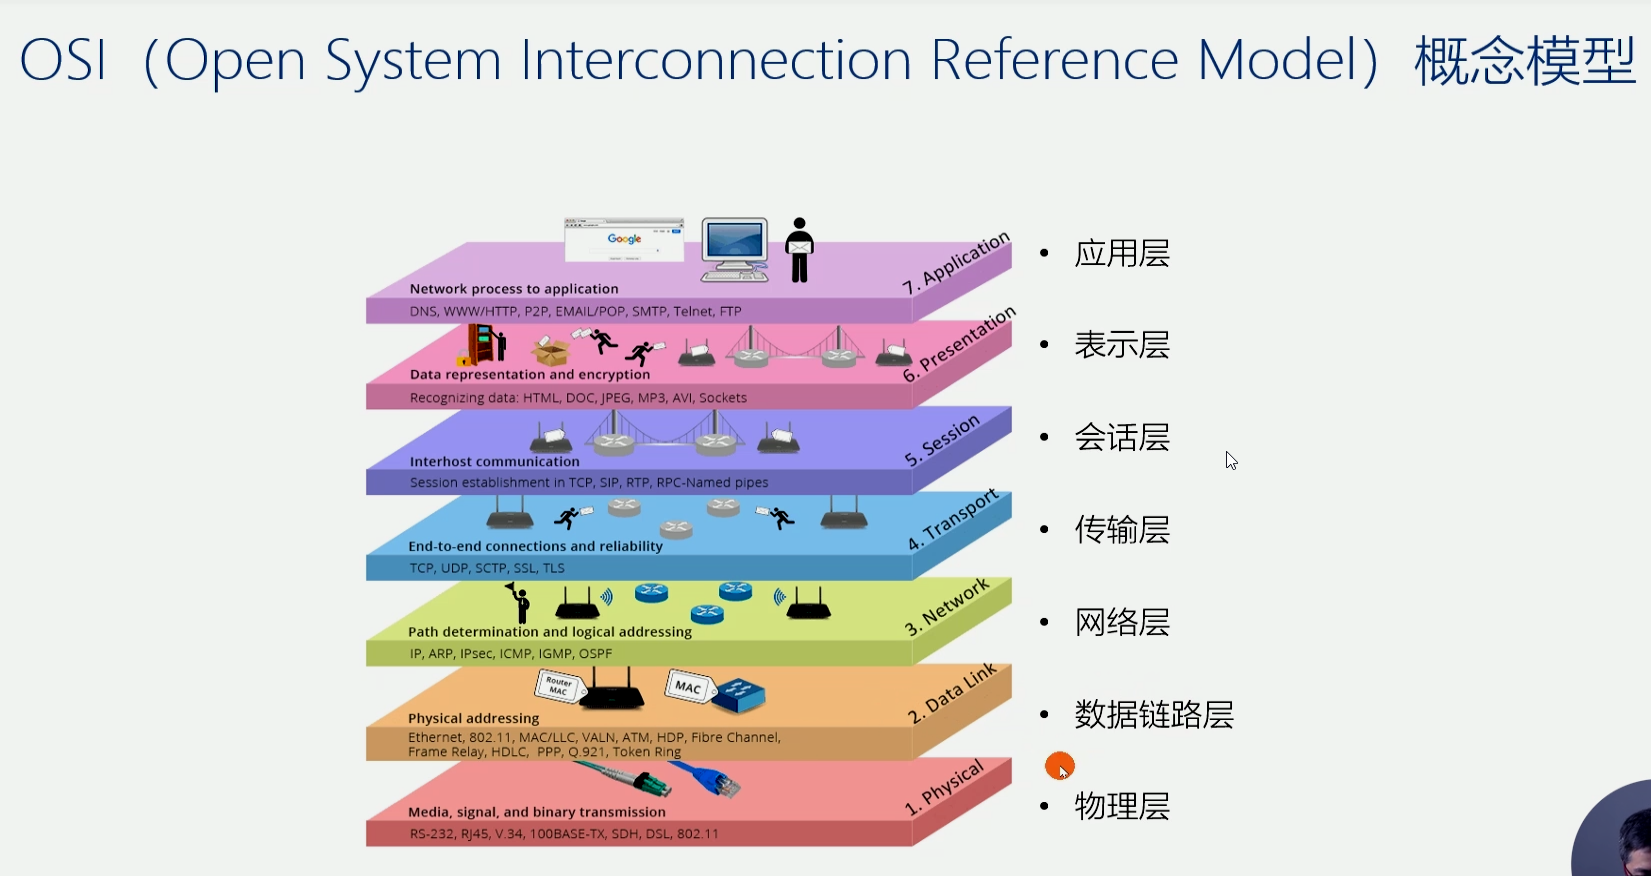 OSI（Open System Interconnection Reference Model）概念模型
Google
7. Application
Network process to application
DNS, WWW/HTTP, P2P, EMAIL/POP, SMTP, Telnet, FTP
• 应用层
6. Presentation
Data representation and encryption
Recognizing data: HTML, DOC, JPEG, MP3, AVI, Sockets
• 表示层
5. Session
Interhost communication
Session establishment in TCP, SIP, RTP, RPC-Named pipes
• 会话层
4. Transport
End-to-end connections and reliability
TCP, UDP, SCTP, SSL, TLS
• 传输层
3. Network
Path determination and logical addressing
IP, ARP, IPsec, ICMP, IGMP, OSPF
• 网络层
Router
MAC
MAC
2. Data Link
Physical addressing
Ethernet, 802.11, MAC/LLC, VALN, ATM, HDP, Fibre Channel,
Frame Relay, HDLC, PPP, Q.921, Token Ring
• 数据链路层
1. Physical
Media, signal, and binary transmission
RS-232, RJ45, V.34, 100BASE-TX, SDH, DSL, 802.11
• 物理层